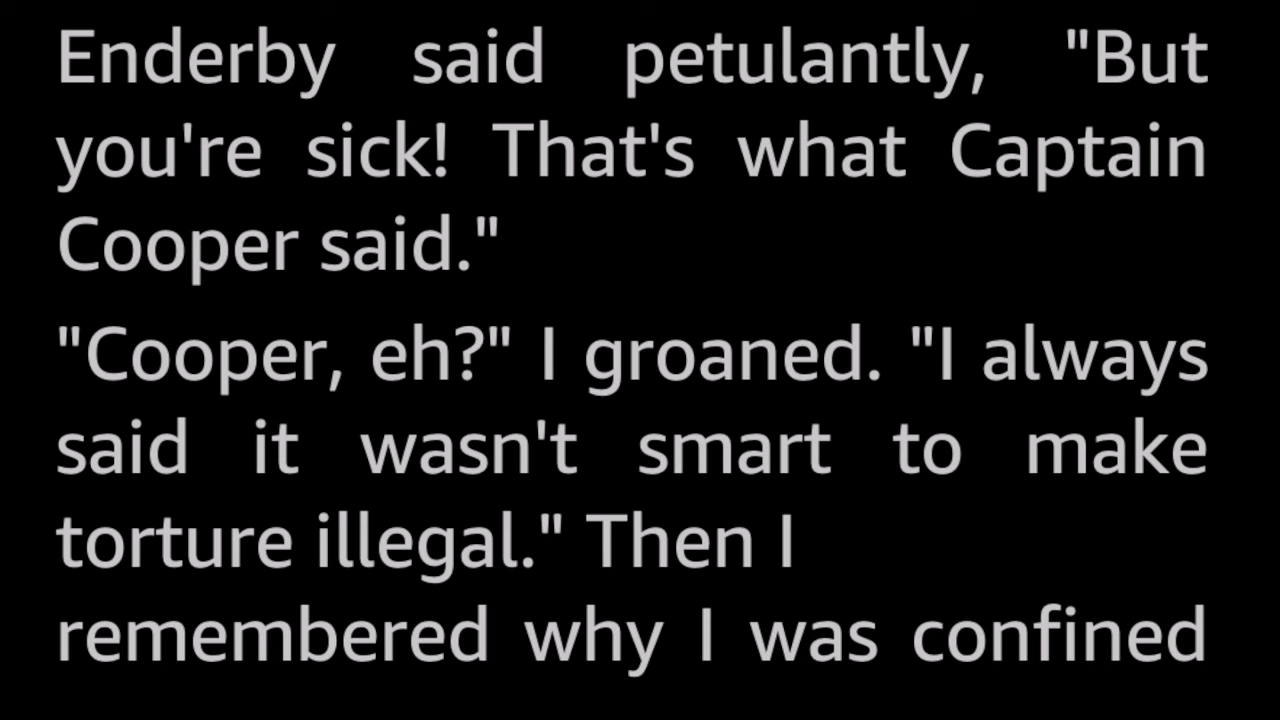 Enderby said petulantly, "But
you're sick! That's what Captain
Cooper said."
"Cooper, eh?" I groaned. "I always
said it wasn't smart to make
torture illegal." Then I
remembered why I was confined